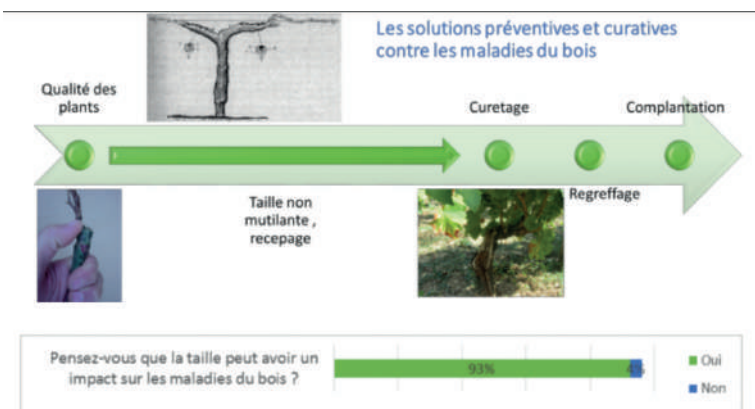 Les solutions préventives et curatives
contre les maladies du bois
Qualité des
plants
Curetage
Complantation
Taille non
mutilante ,
recepage
Regreffage
Pensez-vous que la taille peut avoir un
impact sur les maladies du bois ?
93%
4%
Oui
Non